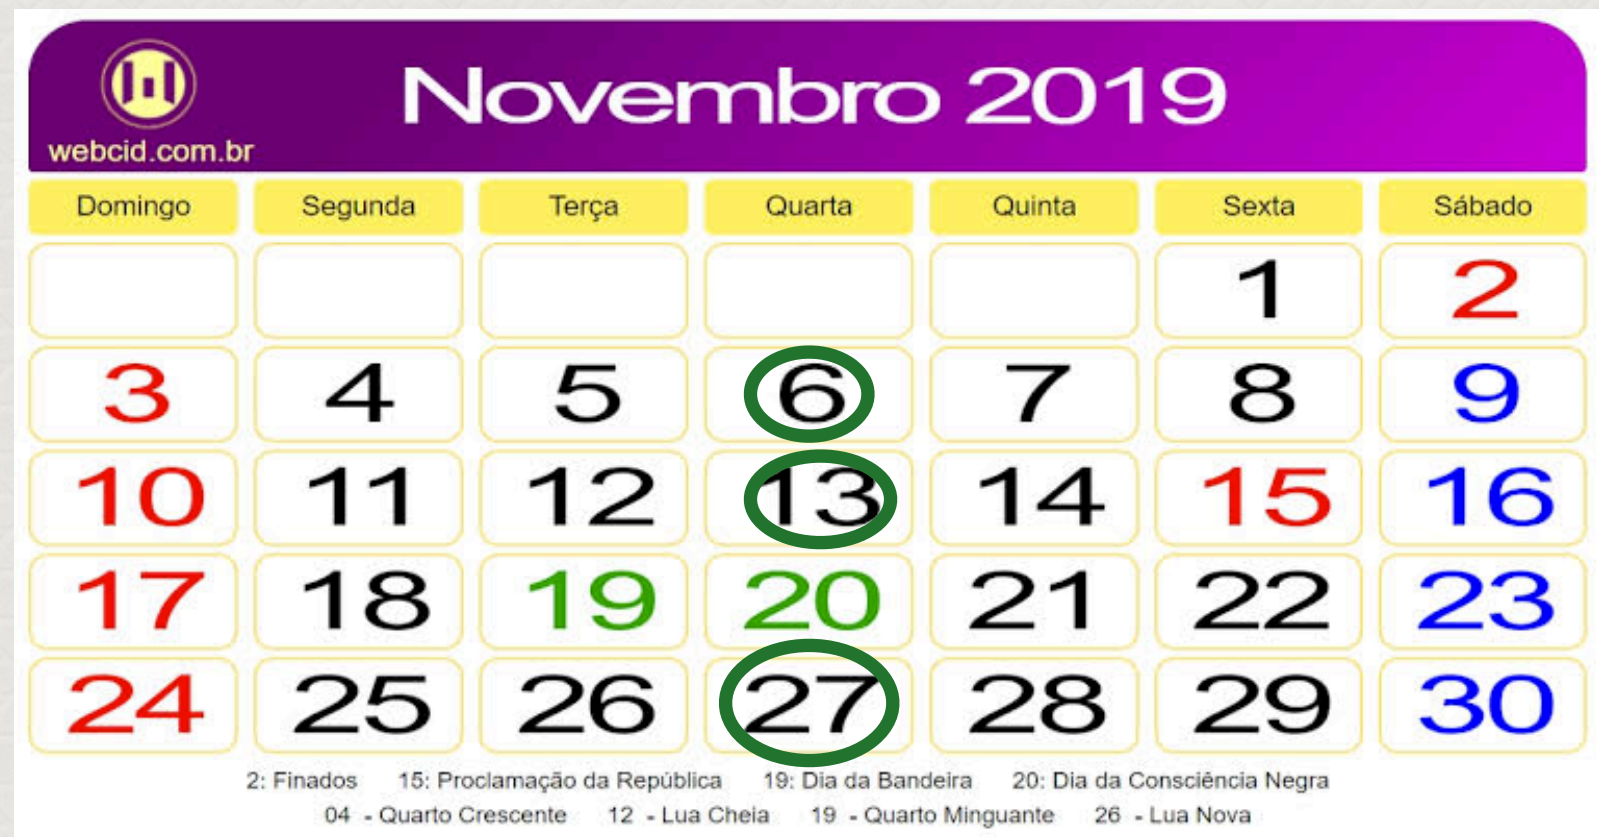 Novembro 2019
webcid.com.br
Domingo Segunda Terça Quarta Quinta Sexta Sábado
1 2
3 4 5 6 7 8 9
10 11 12 13 14 15 16
17 18 19 20 21 22 23
24 25 26 27 28 29 30
2: Finados 15: Proclamação da República 19: Dia da Bandeira 20: Dia da Consciência Negra
04 - Quarto Crescente 12 - Lua Cheia 19 - Quarto Minguante 26 - Lua Nova